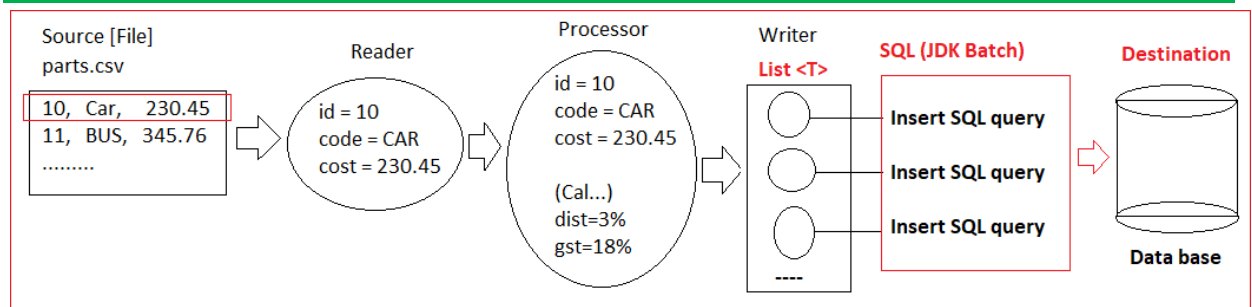 Source [File]
parts.csv
10, Car, 230.45
11, BUS, 345.76
.........
Reader
id = 10
code = CAR
cost = 230.45
Processor
id = 10
code = CAR
cost = 230.45
(Cal...)
dist=3%
gst=18%
Writer
List <T>
----
SQL (JDK Batch)
Insert SQL query
Insert SQL query
Insert SQL query
Destination
Data base